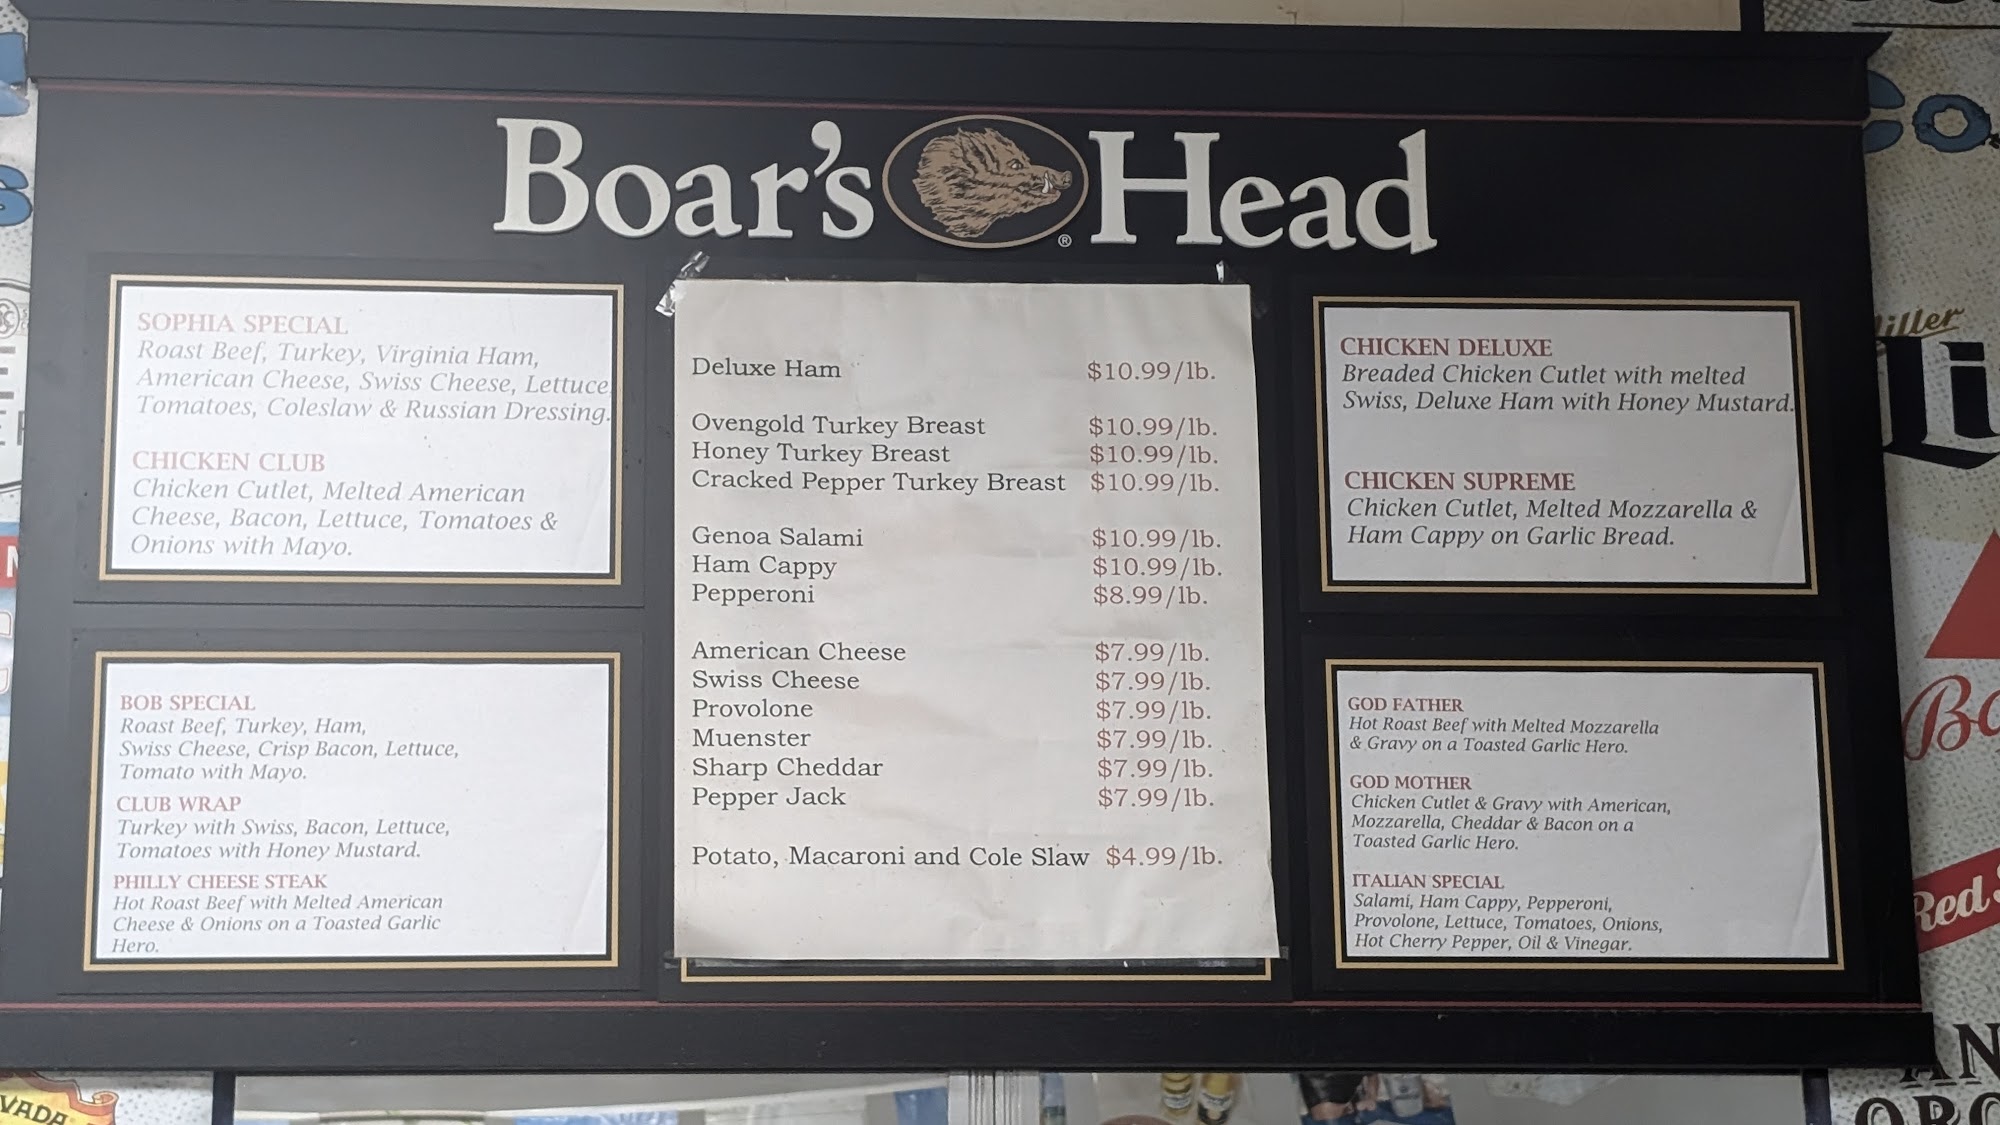 Boar's Head
®
SOPHIA SPECIAL
Roast Beef, Turkey, Virginia Ham,
American Cheese, Swiss Cheese, Lettuce
Tomatoes, Coleslaw & Russian Dressing.
CHICKEN CLUB
Chicken Cutlet, Melted American
Cheese, Bacon, Lettuce, Tomatoes &
Onions with Mayo.
BOB SPECIAL
Roast Beef, Turkey, Ham,
Swiss Cheese, Crisp Bacon, Lettuce,
Tomato with Mayo.
CLUB WRAP
Turkey with Swiss, Bacon, Lettuce,
Tomatoes with Honey Mustard.
PHILLY CHEESE STEAK
Hot Roast Beef with Melted American
Cheese & Onions on a Toasted Garlic
Hero.
Deluxe Ham $10.99/lb.
Ovengold Turkey Breast $10.99/lb.
Honey Turkey Breast $10.99/lb.
Cracked Pepper Turkey Breast $10.99/lb.
Genoa Salami $10.99/lb.
Ham Cappy $10.99/lb.
Pepperoni $8.99/lb.
American Cheese $7.99/lb.
Swiss Cheese $7.99/lb.
Provolone $7.99/lb.
Muenster $7.99/lb.
Sharp Cheddar $7.99/lb.
Pepper Jack $7.99/lb.
Potato, Macaroni and Cole Slaw $4.99/lb.
CHICKEN DELUXE
Breaded Chicken Cutlet with melted
Swiss, Deluxe Ham with Honey Mustard.
CHICKEN SUPREME
Chicken Cutlet, Melted Mozzarella &
Ham Cappy on Garlic Bread.
GOD FATHER
Hot Roast Beef with Melted Mozzarella
& Gravy on a Toasted Garlic Hero.
GOD MOTHER
Chicken Cutlet & Gravy with American,
Mozzarella, Cheddar & Bacon on a
Toasted Garlic Hero.
ITALIAN SPECIAL
Salami, Ham Cappy, Pepperoni,
Provolone, Lettuce, Tomatoes, Onions,
Hot Cherry Pepper, Oil & Vinegar.
Red